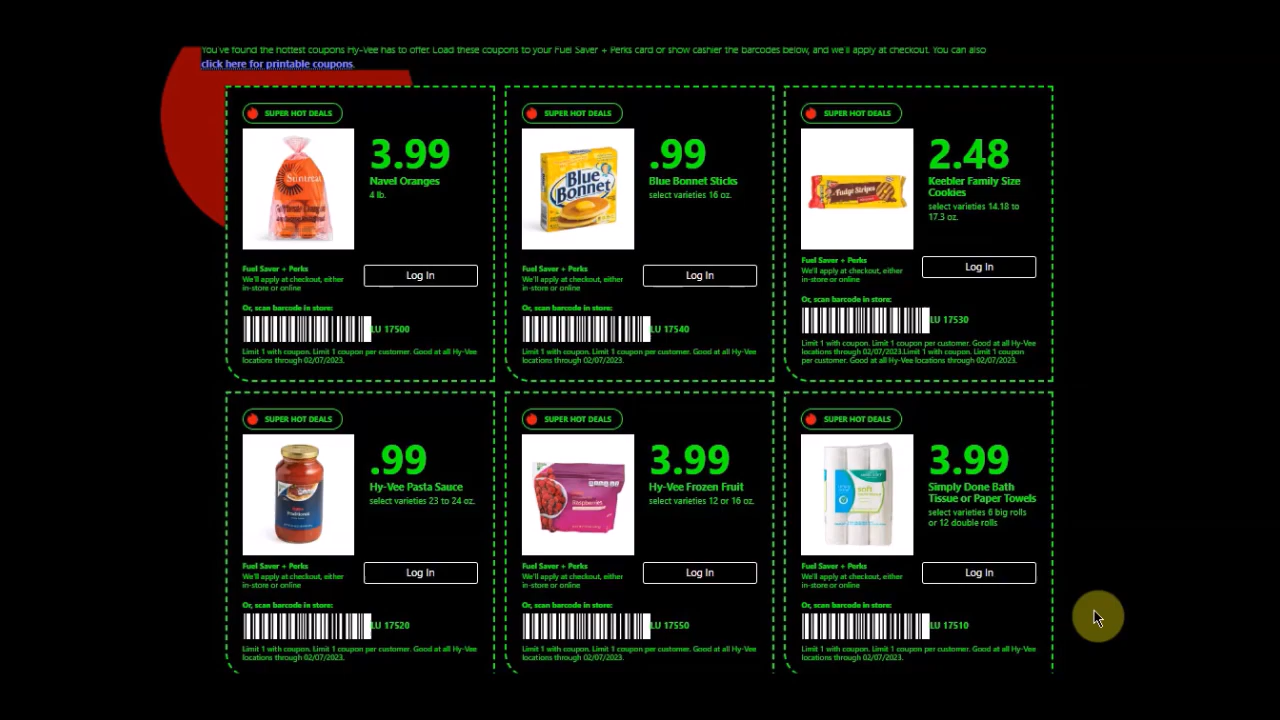 You've found the hottest coupons Hy-Vee has to offer. Load these coupons to your Fuel Saver + Perks card or show cashier the barcodes below, and we'll apply at checkout. You can also
click here for printable coupons.
SUPER HOT DEALS
Suntreat
3.99
Navel Oranges
4 lb.
Fuel Saver + Perks
We'll apply at checkout, either
in-store or online
Log In
Or, scan barcode in store:
LU 17500
Limit 1 with coupon. Limit 1 coupon per customer. Good at all Hy-Vee
locations through 02/07/2023.
SUPER HOT DEALS
Blue
Bonnet
.99
Blue Bonnet Sticks
select varieties 16 oz.
Fuel Saver + Perks
We'll apply at checkout, either
in-store or online
Log In
Or, scan barcode in store:
LU 17540
Limit 1 with coupon. Limit 1 coupon per customer. Good at all Hy-Vee
locations through 02/07/2023.
SUPER HOT DEALS
Fudge Stripes
2.48
Keebler Family Size
Cookies
select varieties 14.18 to
17.3 oz.
Fuel Saver + Perks
We'll apply at checkout, either
in-store or online
Log In
Or, scan barcode in store:
LU 17530
Limit 1 with coupon. Limit 1 coupon per customer. Good at all Hy-Vee
locations through 02/07/2023.Limit 1 with coupon. Limit 1 coupon
per customer. Good at all Hy-Vee locations through 02/07/2023.
SUPER HOT DEALS
.99
Hy-Vee Pasta Sauce
select varieties 23 to 24 oz.
Fuel Saver + Perks
We'll apply at checkout, either
in-store or online
Log In
Or, scan barcode in store:
LU 17520
Limit 1 with coupon. Limit 1 coupon per customer. Good at all Hy-Vee
locations through 02/07/2023.
SUPER HOT DEALS
Raspberries
3.99
Hy-Vee Frozen Fruit
select varieties 12 or 16 oz.
Fuel Saver + Perks
We'll apply at checkout, either
in-store or online
Log In
Or, scan barcode in store:
LU 17550
Limit 1 with coupon. Limit 1 coupon per customer. Good at all Hy-Vee
locations through 02/07/2023.
SUPER HOT DEALS
soft
3.99
Simply Done Bath
Tissue or Paper Towels
select varieties 6 big rolls
or 12 double rolls
Fuel Saver + Perks
We'll apply at checkout, either
in-store or online
Log In
Or, scan barcode in store:
LU 17510
Limit 1 with coupon. Limit 1 coupon per customer. Good at all Hy-Vee
locations through 02/07/2023.